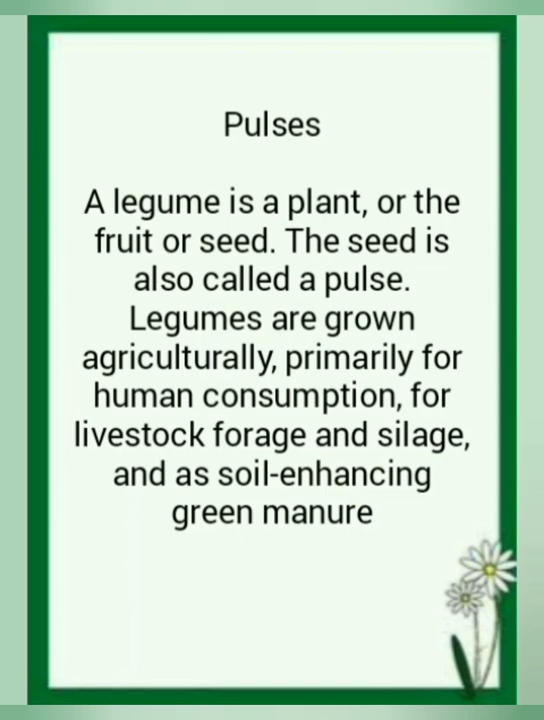 Pulses
A legume is a plant, or the
fruit or seed. The seed is
also called a pulse.
Legumes are grown
agriculturally, primarily for
human consumption, for
livestock forage and silage,
and as soil-enhancing
green manure